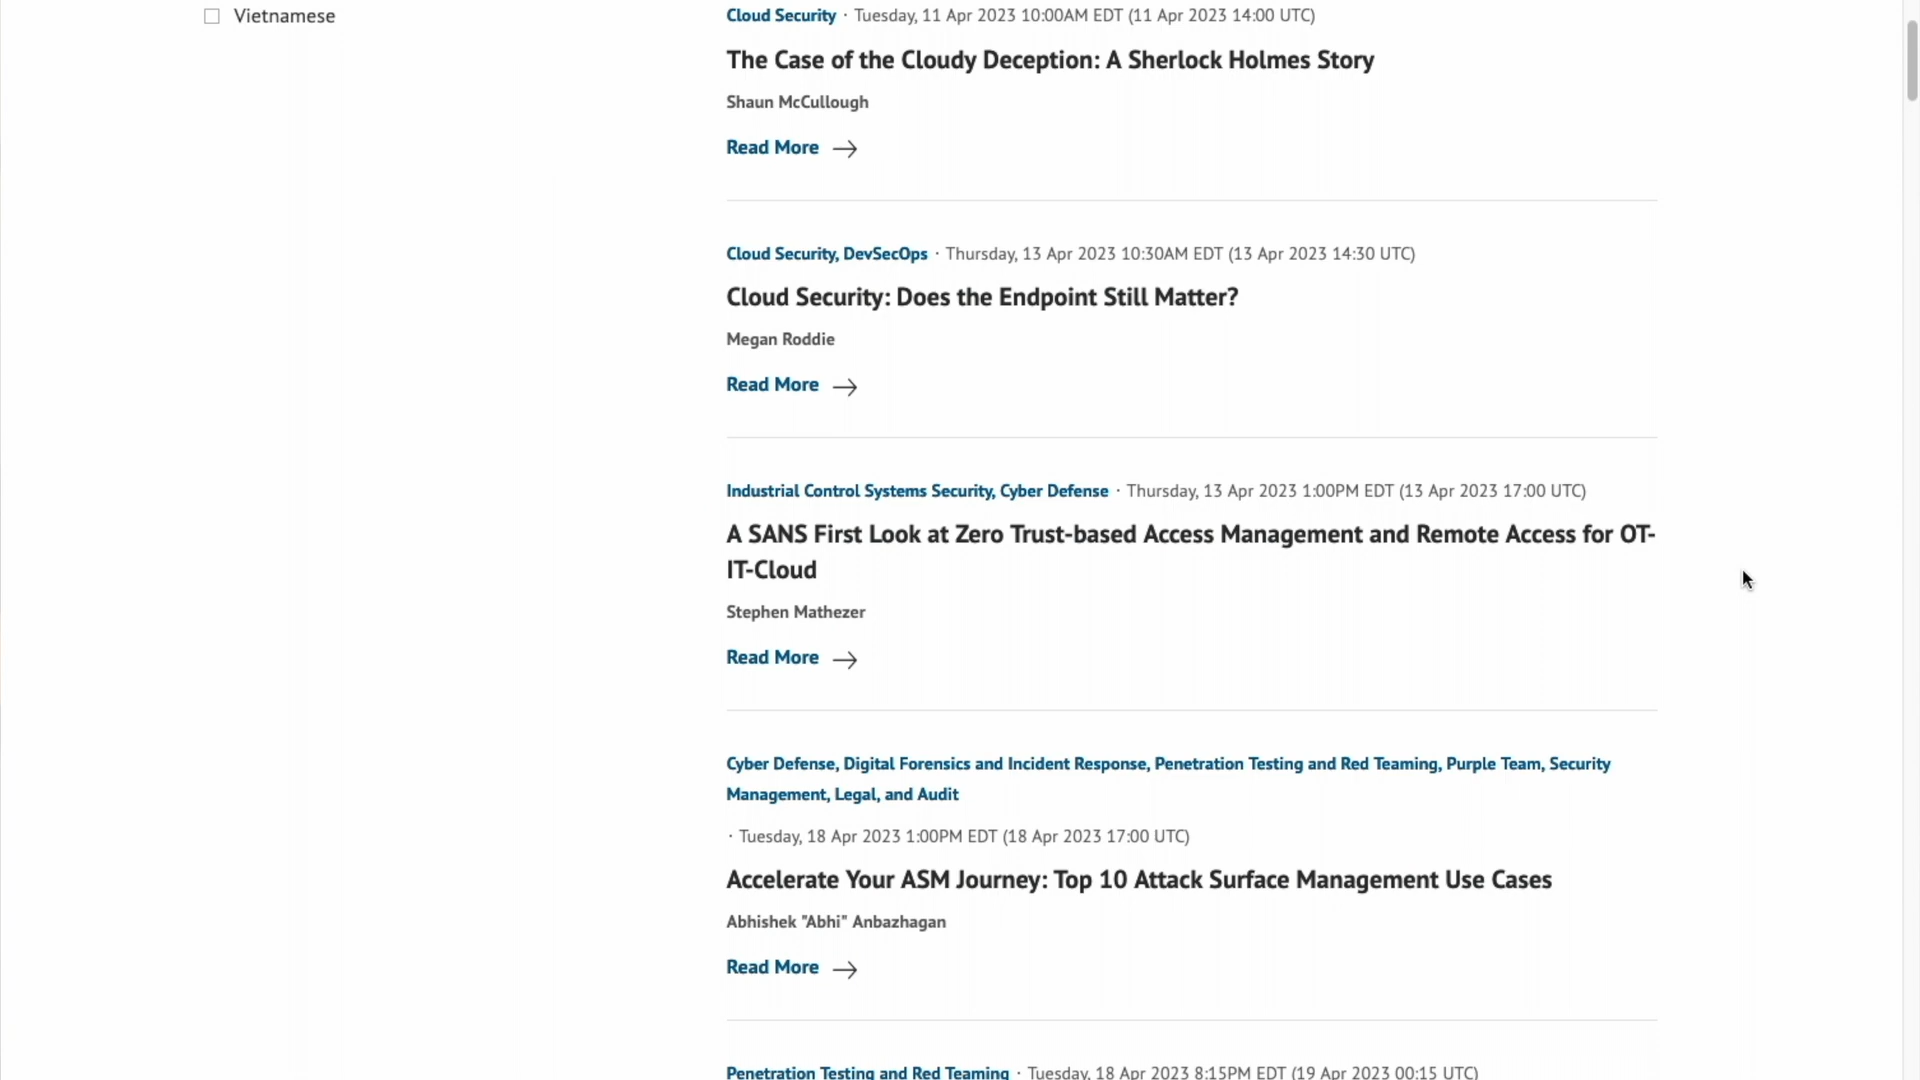 Vietnamese
Cloud Security · Tuesday, 11 Apr 2023 10:00AM EDT (11 Apr 2023 14:00 UTC)
The Case of the Cloudy Deception: A Sherlock Holmes Story
Shaun McCullough
Read More →
Cloud Security, DevSecOps · Thursday, 13 Apr 2023 10:30AM EDT (13 Apr 2023 14:30 UTC)
Cloud Security: Does the Endpoint Still Matter?
Megan Roddie
Read More →
Industrial Control Systems Security, Cyber Defense · Thursday, 13 Apr 2023 1:00PM EDT (13 Apr 2023 17:00 UTC)
A SANS First Look at Zero Trust-based Access Management and Remote Access for OT-
IT-Cloud
Stephen Mathezer
Read More →
Cyber Defense, Digital Forensics and Incident Response, Penetration Testing and Red Teaming, Purple Team, Security
Management, Legal, and Audit
· Tuesday, 18 Apr 2023 1:00PM EDT (18 Apr 2023 17:00 UTC)
Accelerate Your ASM Journey: Top 10 Attack Surface Management Use Cases
Abhishek "Abhi" Anbazhagan
Read More →
Penetration Testing and Red Teaming · Tuesday, 18 Apr 2023 8:15PM EDT (19 Apr 2023 00:15 UTC)